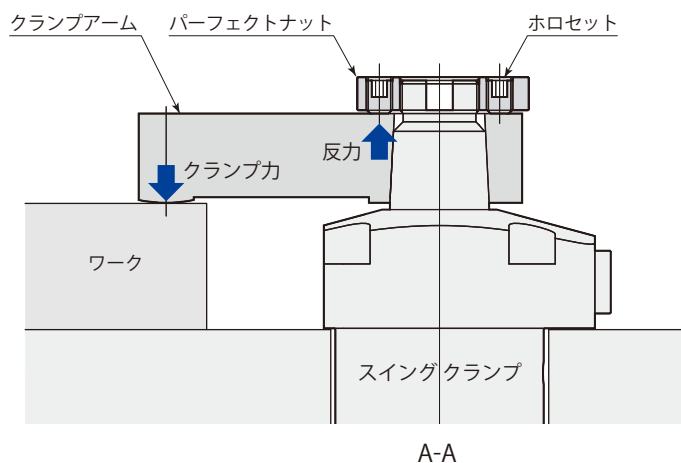 クランプアーム
パーフェクトナット
ホロセット
反力
クランプ力
ワーク
スイングクランプ
A-A